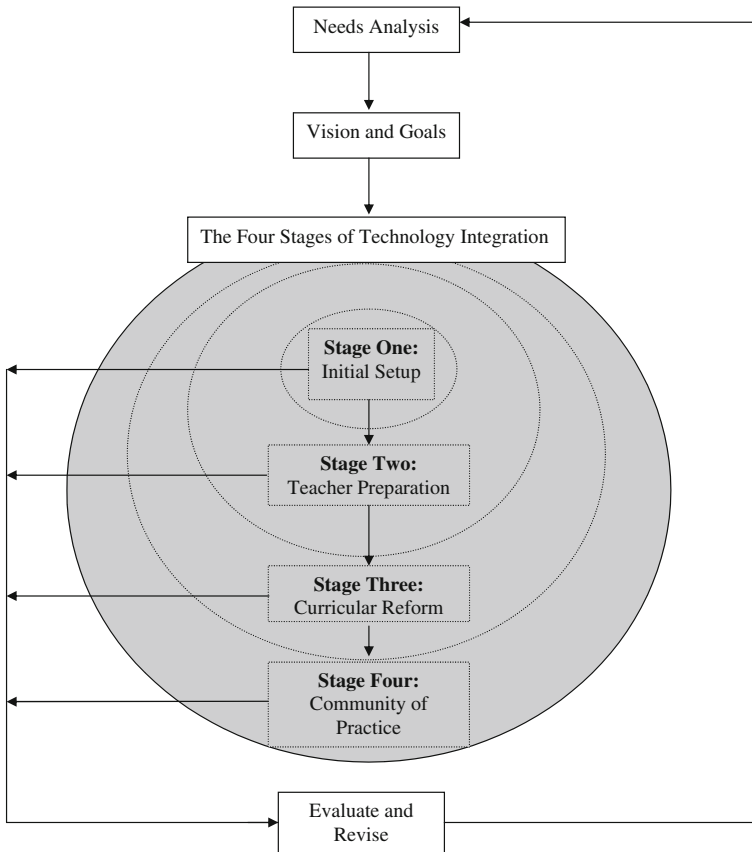 Needs Analysis
Vision and Goals
The Four Stages of Technology Integration
Stage One:
Initial Setup
Stage Two:
Teacher Preparation
Stage Three:
Curricular Reform
Stage Four:
Community of
Practice
Evaluate and
Revise